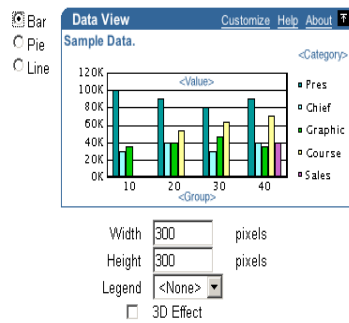 Bar
Pie
Line
Data View Customize Help About
Sample Data.
<Category>
120K
100K
80K
60K
40K
20K
0K
<Value>
10 20 30 40
<Group>
Pres
Chief
Graphic
Course
Sales
Width 300 pixels
Height 300 pixels
Legend <None>
3D Effect